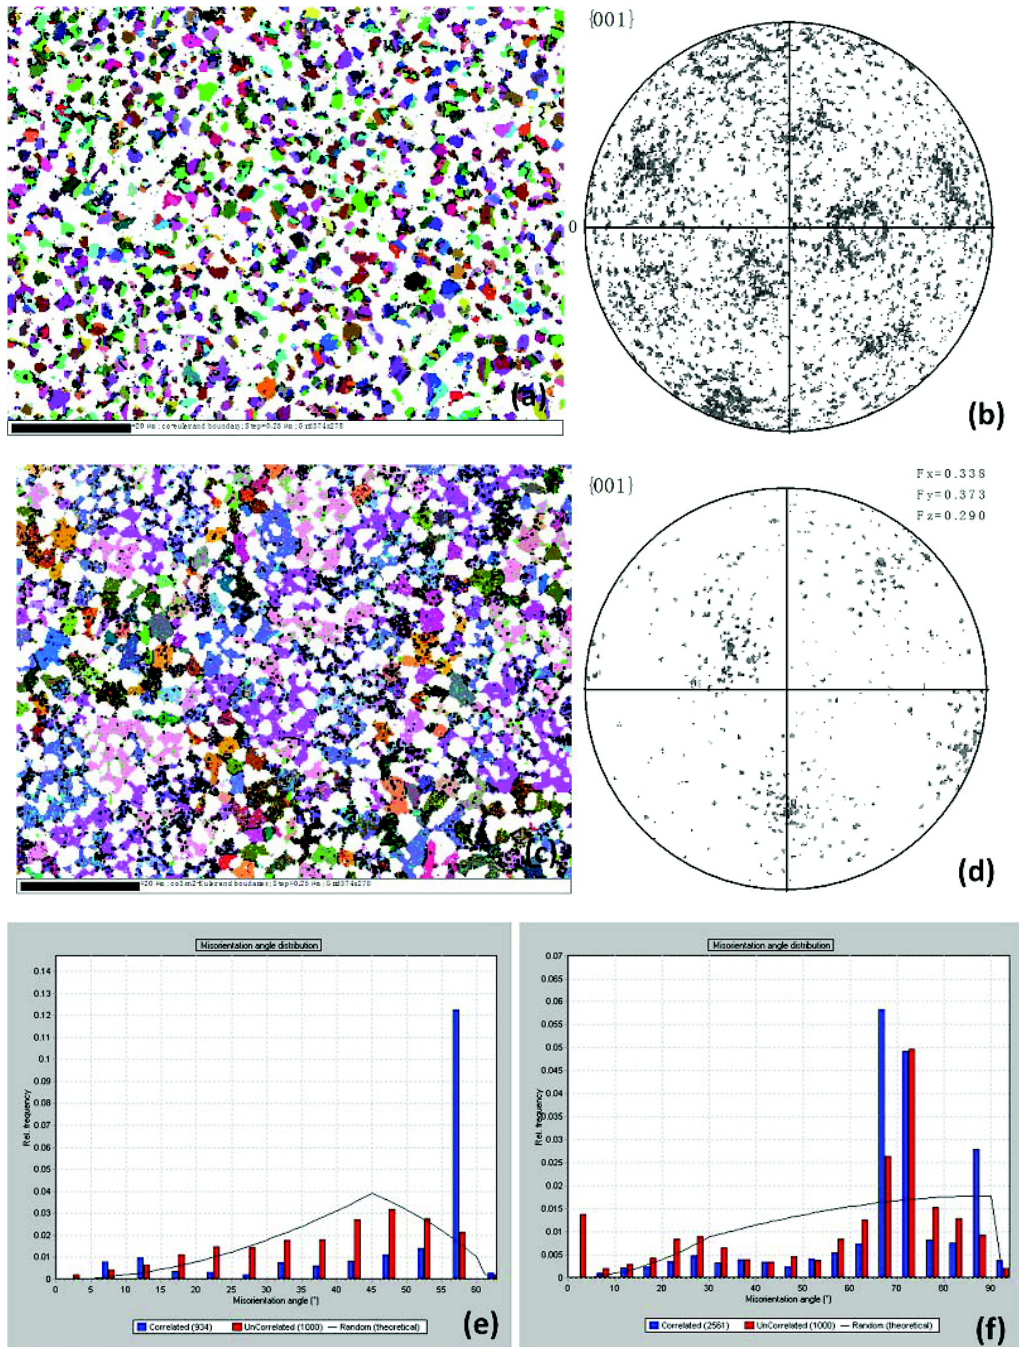 {001}
0
(a)
(b)
{001}
Fx=0.338
Fy=0.373
Fz=0.290
(c)
(d)
Misorientation angle distribution
0.14
0.13
0.12
0.11
0.1
0.09
0.08
0.07
0.06
0.05
0.04
0.03
0.02
0.01
0
Rel. frequency
0 5 10 15 20 25 30 35 40 45 50 55 60
Misorientation angle (°)
Correlated (934) UnCorrelated (1000) Random (theoretical)
(e)
Misorientation angle distribution
0.07
0.065
0.06
0.055
0.05
0.045
0.04
0.035
0.03
0.025
0.02
0.015
0.01
0.005
0
Rel. frequency
0 10 20 30 40 50 60 70 80 90
Misorientation angle (°)
Correlated (2561) UnCorrelated (1000) Random (theoretical)
(f)